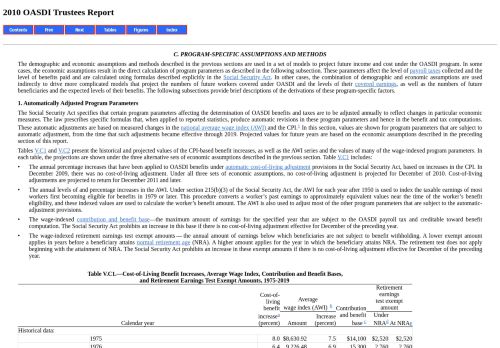 2010 OASDI Trustees Report
Contents Prev Next Tables Figures Index
C. PROGRAM-SPECIFIC ASSUMPTIONS AND METHODS
The demographic and economic assumptions and methods described in the previous sections are used in a set of models to project future income and cost under the OASDI program. In some
cases, the economic assumptions result in the direct calculation of program parameters as described in the following subsection. These parameters affect the level of payroll taxes collected and the
level of benefits paid and are calculated using formulas described explicitly in the Social Security Act. In other cases, the combination of demographic and economic assumptions are used
indirectly to drive more complicated models that project the numbers of future workers covered under OASDI and the levels of their covered earnings, as well as the numbers of future
beneficiaries and the expected levels of their benefits. The following subsections provide brief descriptions of the derivations of these program-specific factors.
1. Automatically Adjusted Program Parameters
The Social Security Act specifies that certain program parameters affecting the determination of OASDI benefits and taxes are to be adjusted annually to reflect changes in particular economic
measures. The law prescribes specific formulas that, when applied to reported statistics, produce automatic revisions in these program parameters and hence in the benefit and tax computations.
These automatic adjustments are based on measured changes in the national average wage index (AWI) and the CPI.¹ In this section, values are shown for program parameters that are subject to
automatic adjustment, from the time that such adjustments became effective through 2019. Projected values for future years are based on the economic assumptions described in the preceding
section of this report.
Tables V.C1 and V.C2 present the historical and projected values of the CPI-based benefit increases, as well as the AWI series and the values of many of the wage-indexed program parameters. In
each table, the projections are shown under the three alternative sets of economic assumptions described in the previous section. Table V.C1 includes:
• The annual percentage increases that have been applied to OASDI benefits under automatic cost-of-living adjustment provisions in the Social Security Act, based on increases in the CPI. In
December 2009, there was no cost-of-living adjustment. Under all three sets of economic assumptions, no cost-of-living adjustment is projected for December 2010. Cost-of-living
adjustments are projected to return for December 2011 and later.
• The annual levels of and percentage increases in the AWI. Under section 215(b)(3) of the Social Security Act, the AWI for each year after 1950 is used to index the taxable earnings of most
workers first becoming eligible for benefits in 1979 or later. This procedure converts a worker's past earnings to approximately equivalent values near the time of the worker's benefit
eligibility, and these indexed values are used to calculate the worker's benefit amount. The AWI is also used to adjust most of the other program parameters that are subject to the automatic-
adjustment provisions.
• The wage-indexed contribution and benefit base—the maximum amount of earnings for the specified year that are subject to the OASDI payroll tax and creditable toward benefit
computation. The Social Security Act prohibits an increase in this base if there is no cost-of-living adjustment effective for December of the preceding year.
• The wage-indexed retirement earnings test exempt amounts— the annual amount of earnings below which beneficiaries are not subject to benefit withholding. A lower exempt amount
applies in years before a beneficiary attains normal retirement age (NRA). A higher amount applies for the year in which the beneficiary attains NRA. The retirement test does not apply
beginning with the attainment of NRA. The Social Security Act prohibits an increase in these exempt amounts if there is no cost-of-living adjustment effective for December of the preceding
year.
Table V.C1.—Cost-of-Living Benefit Increases, Average Wage Index, Contribution and Benefit Bases,
and Retirement Earnings Test Exempt Amounts, 1975-2019
Calendar year
Cost-of-
living
benefit
increase
(percent)
Average
wage index (AWI)
Amount
Increase
(percent)
Contribution
and benefit
base
Retirement
earnings
test exempt
amount
Under
NRA
At NRA
Historical data:
1975 8.0 $8,630.92 7.5 $14,100 $2,520 $2,520
1976 6.4 9,226.48 6.9 15,300 2,760 2,760